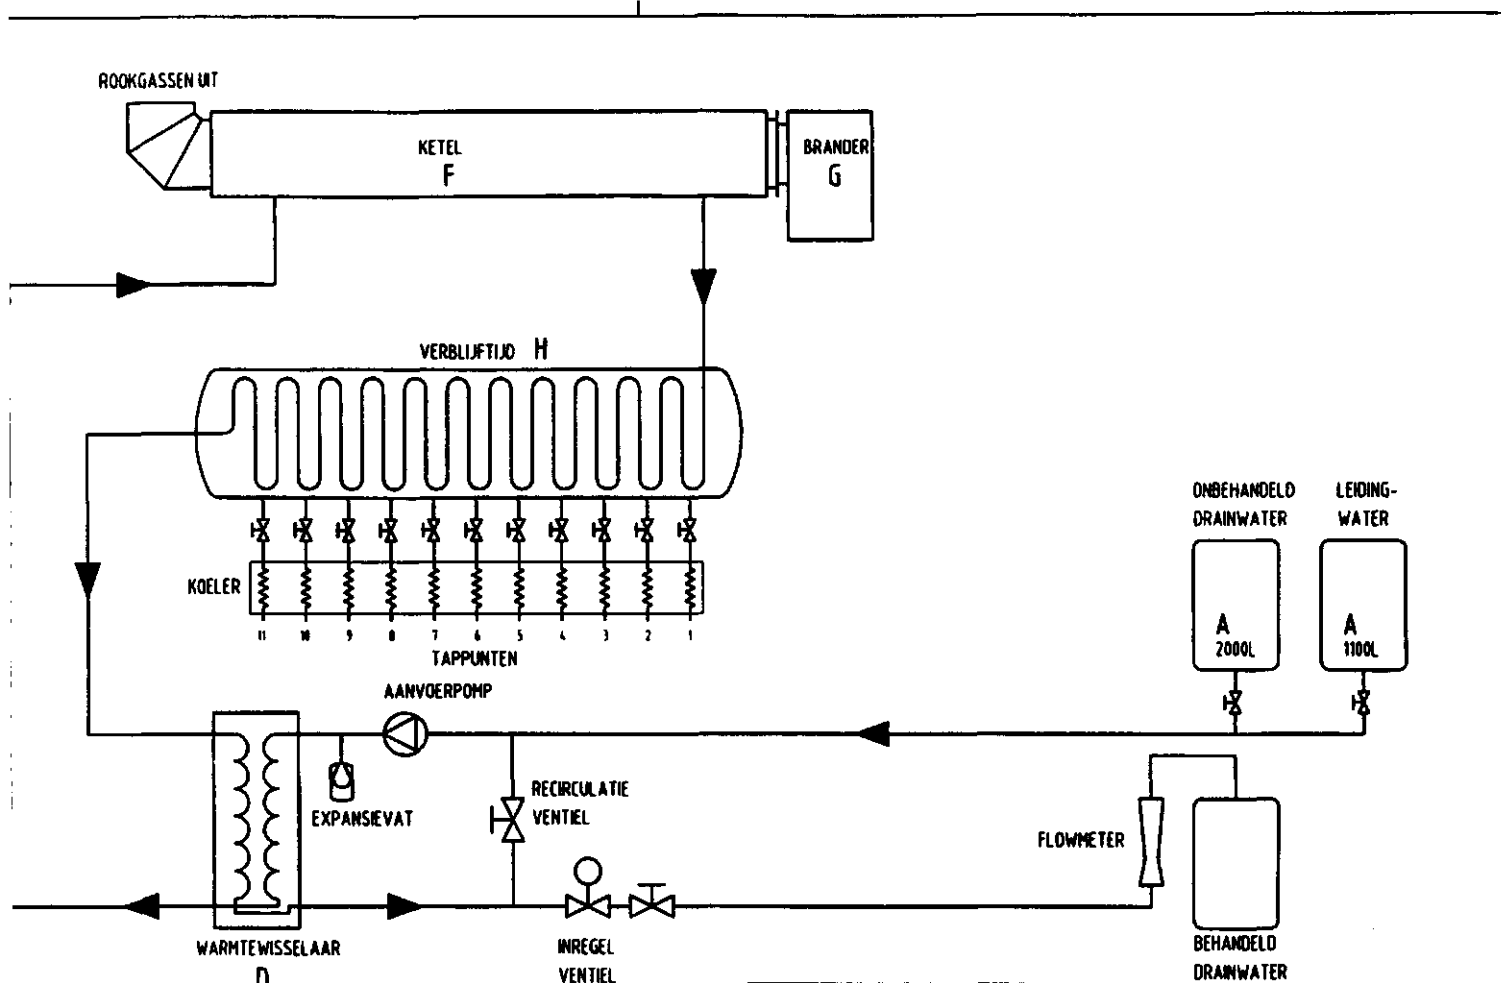 ROOKGASSEN UIT
KETEL
F
BRANDER
G
VERBLIJFTIJD H
KOELER
11 10 9 8 7 6 5 4 3 2 1
TAPPUNTEN
ONBEHANDELD
DRAINWATER
LEIDING-
WATER
A
2000L
A
1100L
AANVOERPOMP
EXPANSIEVAT
RECIRCULATIE
VENTIEL
FLOWMETER
WARMTEWISSELAAR
D
INREGEL
VENTIEL
BEHANDELD
DRAINWATER